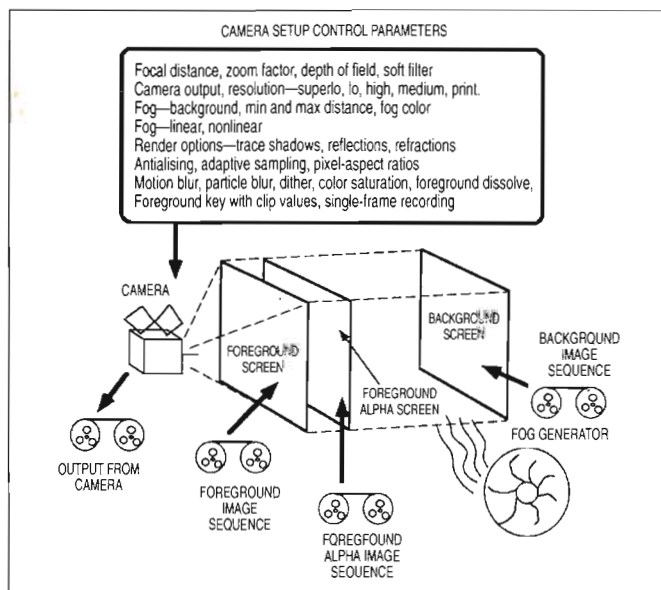 CAMERA SETUP CONTROL PARAMETERS
Focal distance, zoom factor, depth of field, soft filter
Camera output, resolution—superlo, lo, high, medium, print.
Fog—background, min and max distance, fog color
Fog—linear, nonlinear
Render options—trace shadows, reflections, refractions
Antialising, adaptive sampling, pixel-aspect ratios
Motion blur, particle blur, dither, color saturation, foreground dissolve,
Foreground key with clip values, single-frame recording
CAMERA
FOREGROUND
SCREEN
FOREGROUND
ALPHA SCREEN
BACKGROUND
SCREEN
BACKGROUND
IMAGE
SEQUENCE
FOG GENERATOR
OUTPUT FROM
CAMERA
FOREGROUND
IMAGE
SEQUENCE
FOREGFOUND
ALPHA IMAGE
SEQUENCE